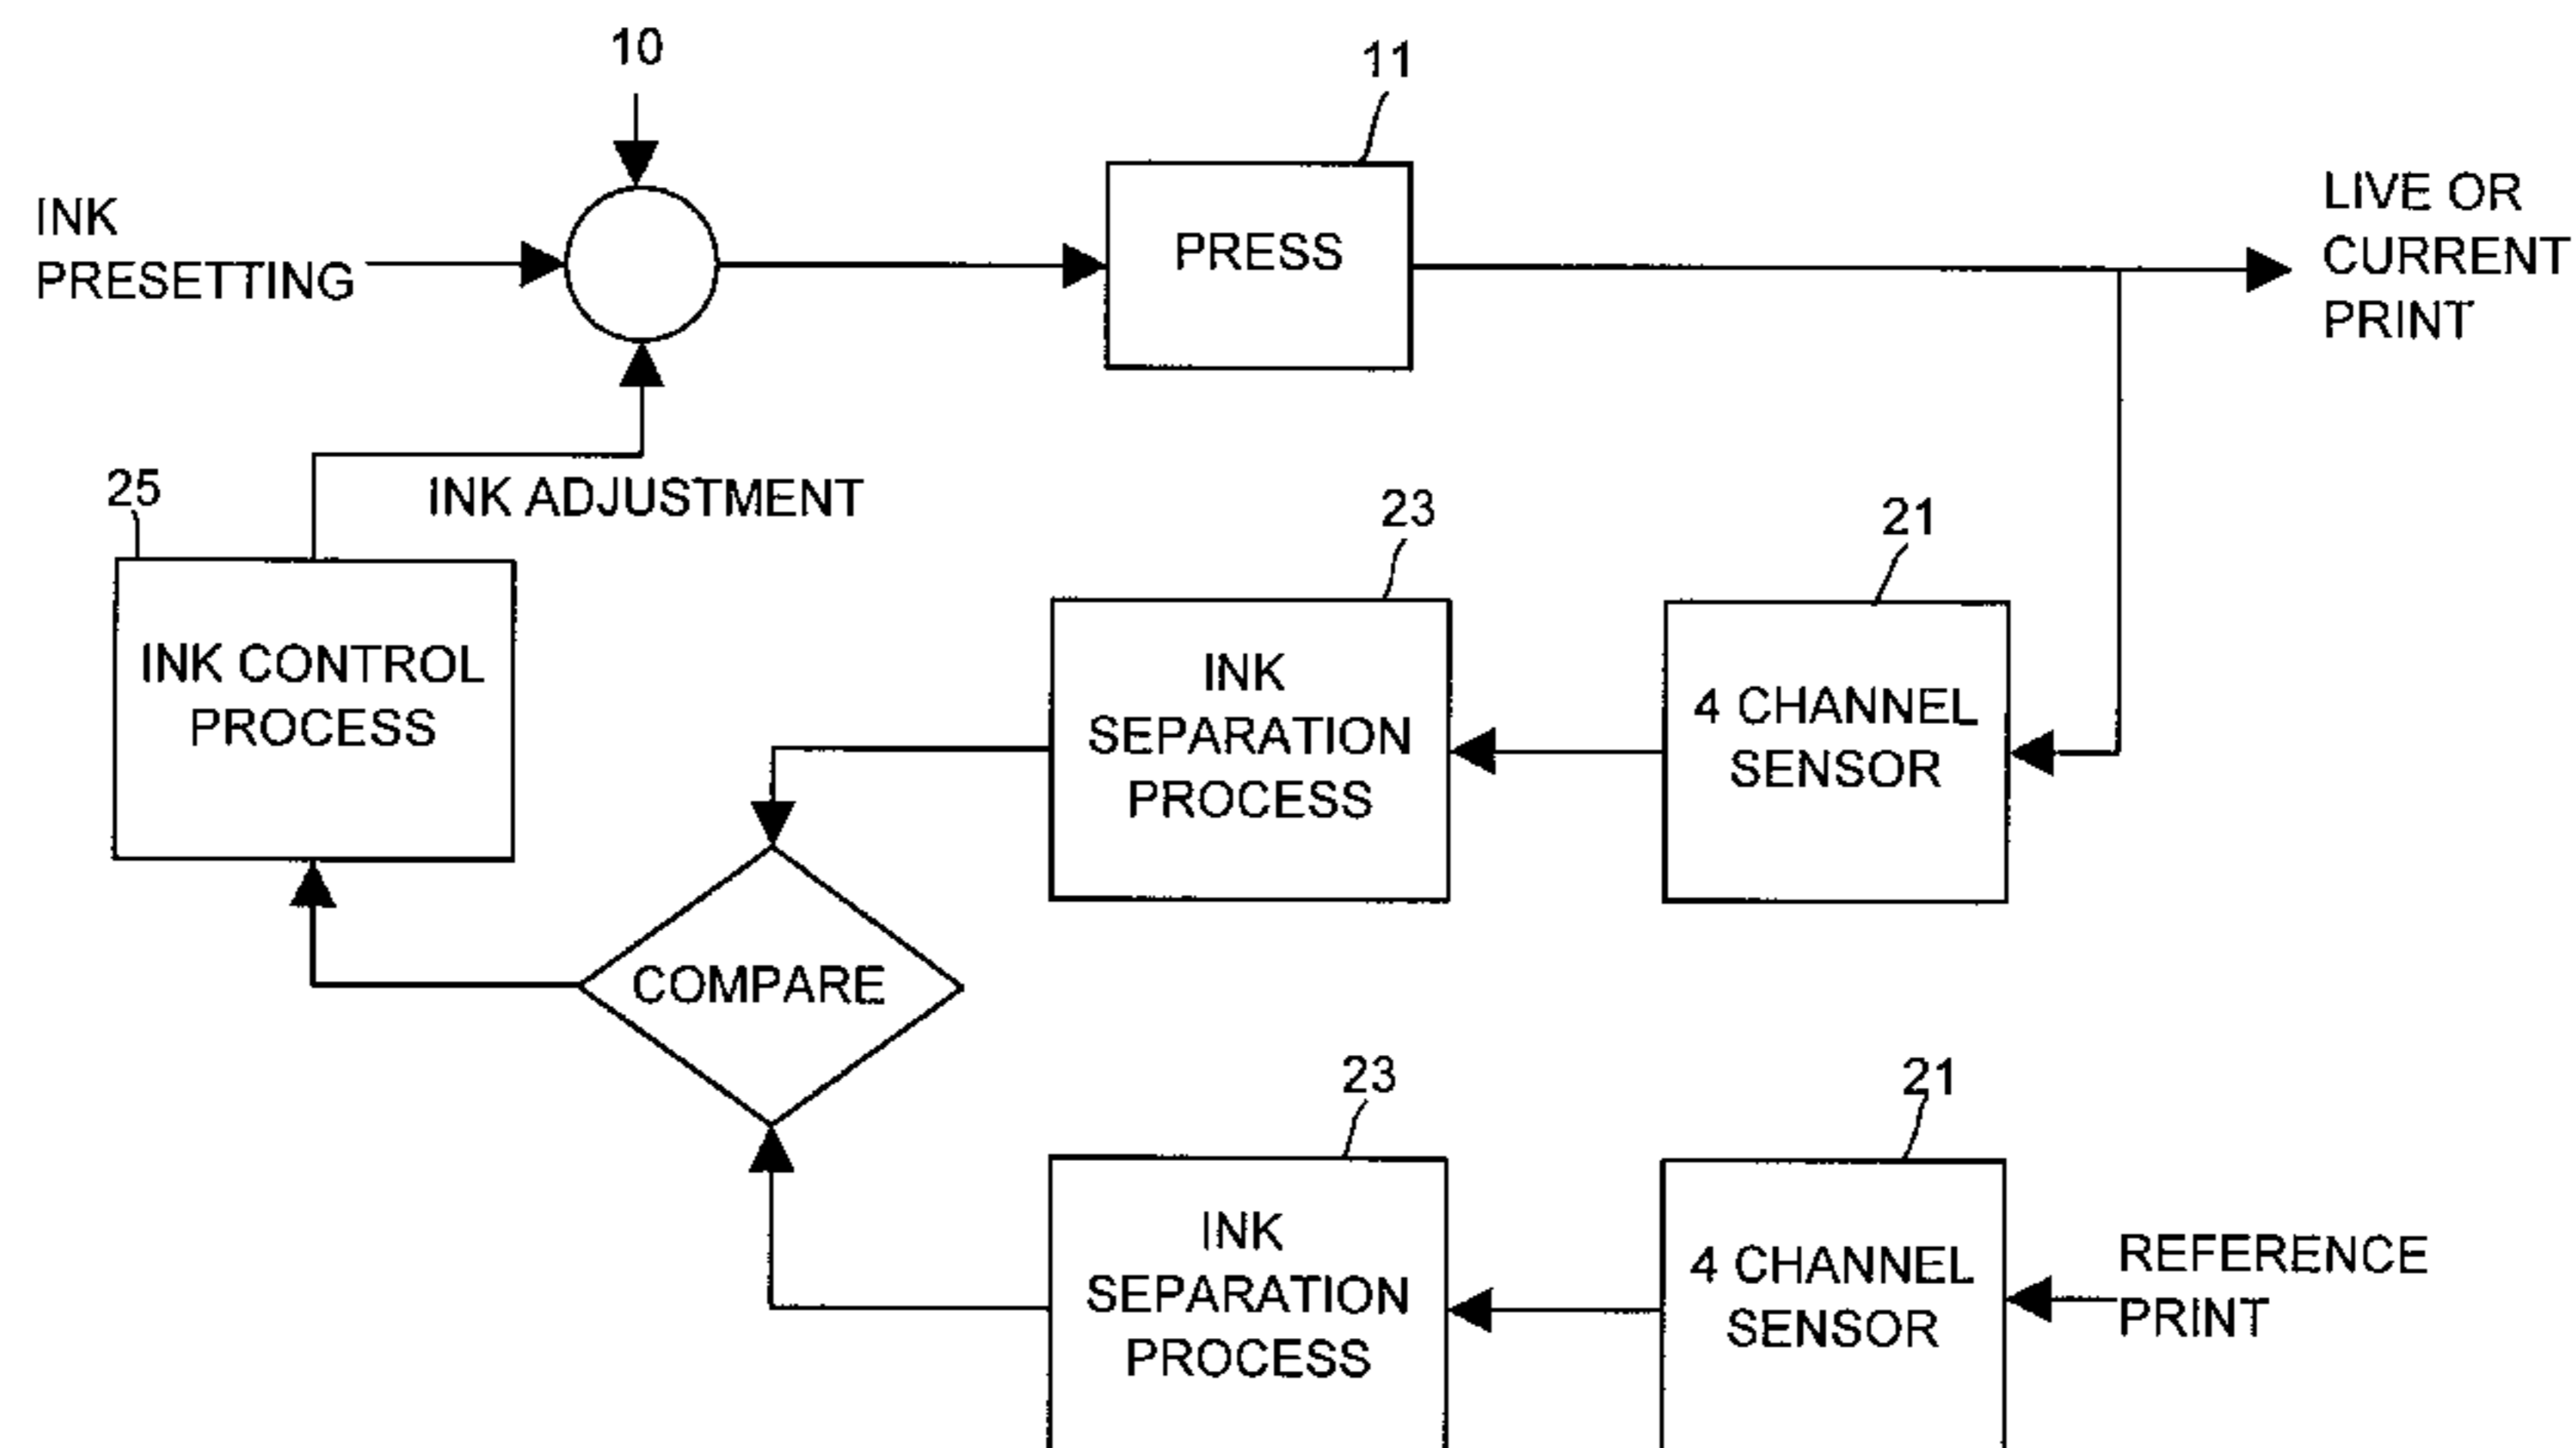 10
11
INK
PRESETTING
PRESS
LIVE OR
CURRENT
PRINT
25
INK ADJUSTMENT
23
21
INK CONTROL
PROCESS
INK
SEPARATION
PROCESS
4 CHANNEL
SENSOR
COMPARE
23
21
INK
SEPARATION
PROCESS
4 CHANNEL
SENSOR
REFERENCE
PRINT